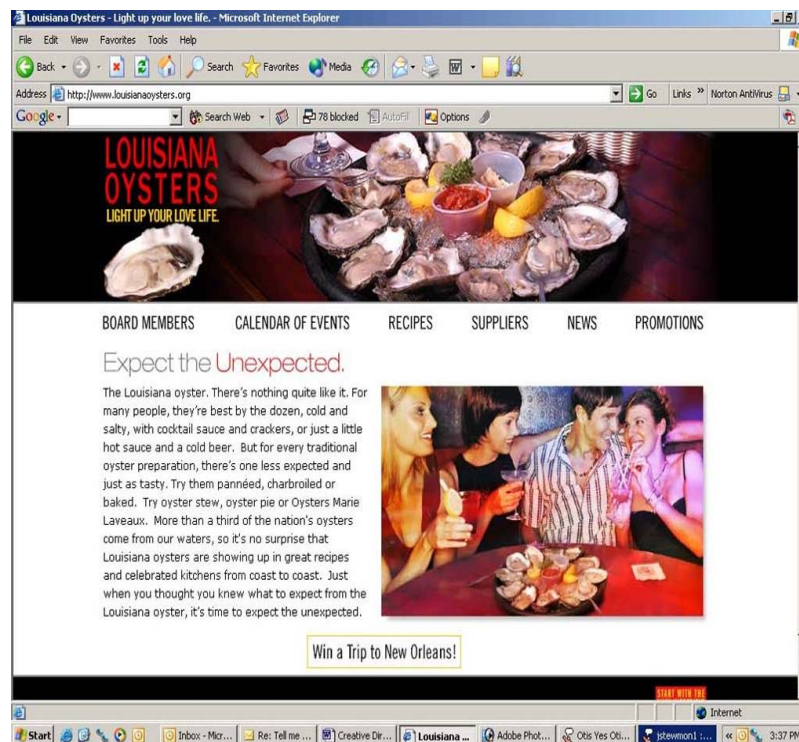 Louisiana Oysters - Light up your love life. - Microsoft Internet Explorer
File Edit View Favorites Tools Help
Back Search Favorites Media
Address http://www.louisianaoysters.org Go Links » Norton AntiVirus
Google Search Web 78 blocked AutoFill Options
LOUISIANA
OYSTERS
LIGHT UP YOUR LOVE LIFE.
BOARD MEMBERS CALENDAR OF EVENTS RECIPES SUPPLIERS NEWS PROMOTIONS
Expect the Unexpected.
The Louisiana oyster. There's nothing quite like it. For
many people, they're best by the dozen, cold and
salty, with cocktail sauce and crackers, or just a little
hot sauce and a cold beer. But for every traditional
oyster preparation, there's one less expected and
just as tasty. Try them pannéed, charbroiled or
baked. Try oyster stew, oyster pie or Oysters Marie
Laveaux. More than a third of the nation's oysters
come from our waters, so it's no surprise that
Louisiana oysters are showing up in great recipes
and celebrated kitchens from coast to coast. Just
when you thought you knew what to expect from the
Louisiana oyster, it's time to expect the unexpected.
Win a Trip to New Orleans!
START WITH THE
Internet
Start Inbox - Micr... Re: Tell me ... Creative Dir... Louisiana ... Adobe Phot... Otis Yes Oti... jstewmon1 :... « 3:37 PM